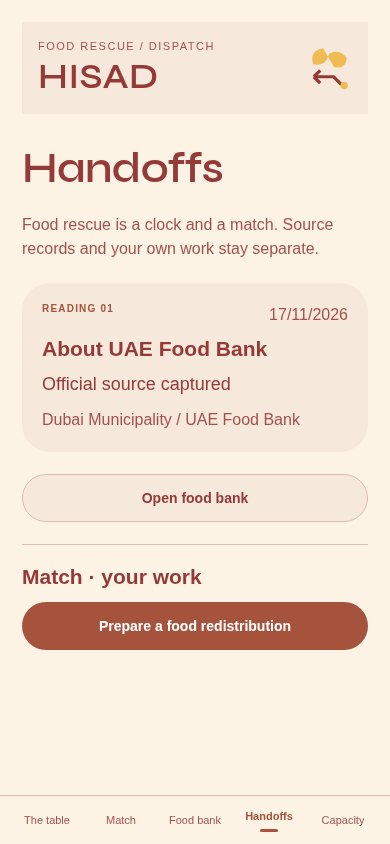 FOOD RESCUE / DISPATCH
HISAD
Handoffs
Food rescue is a clock and a match. Source
records and your own work stay separate.
READING 01
17/11/2026
About UAE Food Bank
Official source captured
Dubai Municipality / UAE Food Bank
Open food bank
Match · your work
Prepare a food redistribution
The table
Match
Food bank
Handoffs
Capacity